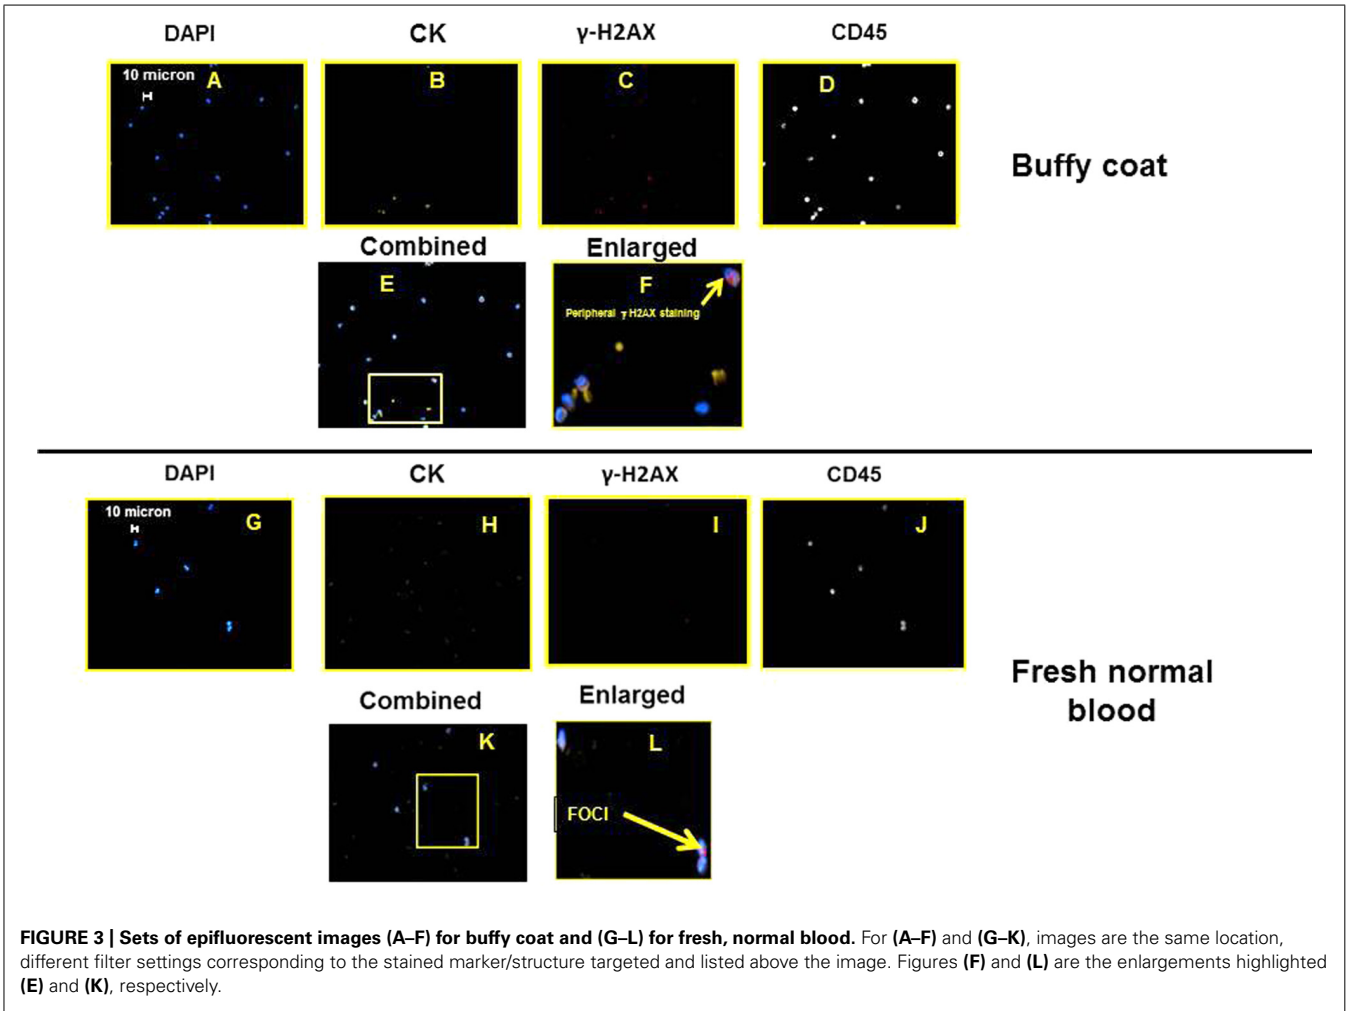 DAPI CK γ-H2AX CD45
10 micron A B C D
Buffy coat
Combined Enlarged
E F
Peripheral γ H2AX staining
DAPI CK γ-H2AX CD45
10 micron G H I J
Fresh normal
blood
Combined Enlarged
K L
FOCI
FIGURE 3 | Sets of epifluorescent images (A–F) for buffy coat and (G–L) for fresh, normal blood. For (A–F) and (G–K), images are the same location,
different filter settings corresponding to the stained marker/structure targeted and listed above the image. Figures (F) and (L) are the enlargements highlighted
(E) and (K), respectively.